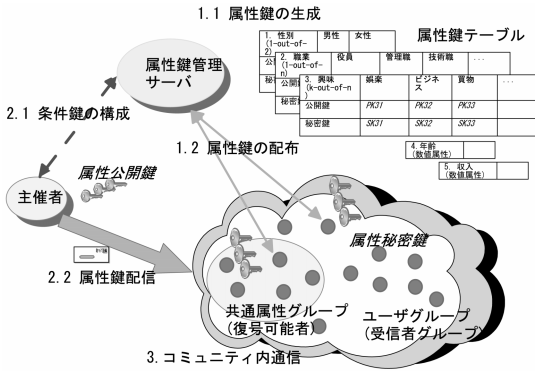 1.1 属性鍵の生成
属性鍵テーブル
1. 性別 男性 女性
(1-out-of-
2)
公開
秘密
2. 職業 役員 管理職 技術職 ...
(1-out-of-
n)
公開
秘密
3. 興味 娯楽 ビジネ 買物 ...
(k-out-of-n ス
)
公開鍵 PK31 PK32 PK33
秘密鍵 SK31 SK32 SK33
4. 年齢
(数値属性)
5. 収入
(数値属性)
属性鍵管理
サーバ
2.1 条件鍵の構成
1.2 属性鍵の配布
属性公開鍵
主催者
属性秘密鍵
2.2 属性鍵配信
共通属性グループ
(復号可能者)
ユーザグループ
(受信者グループ)
3. コミュニティ内通信